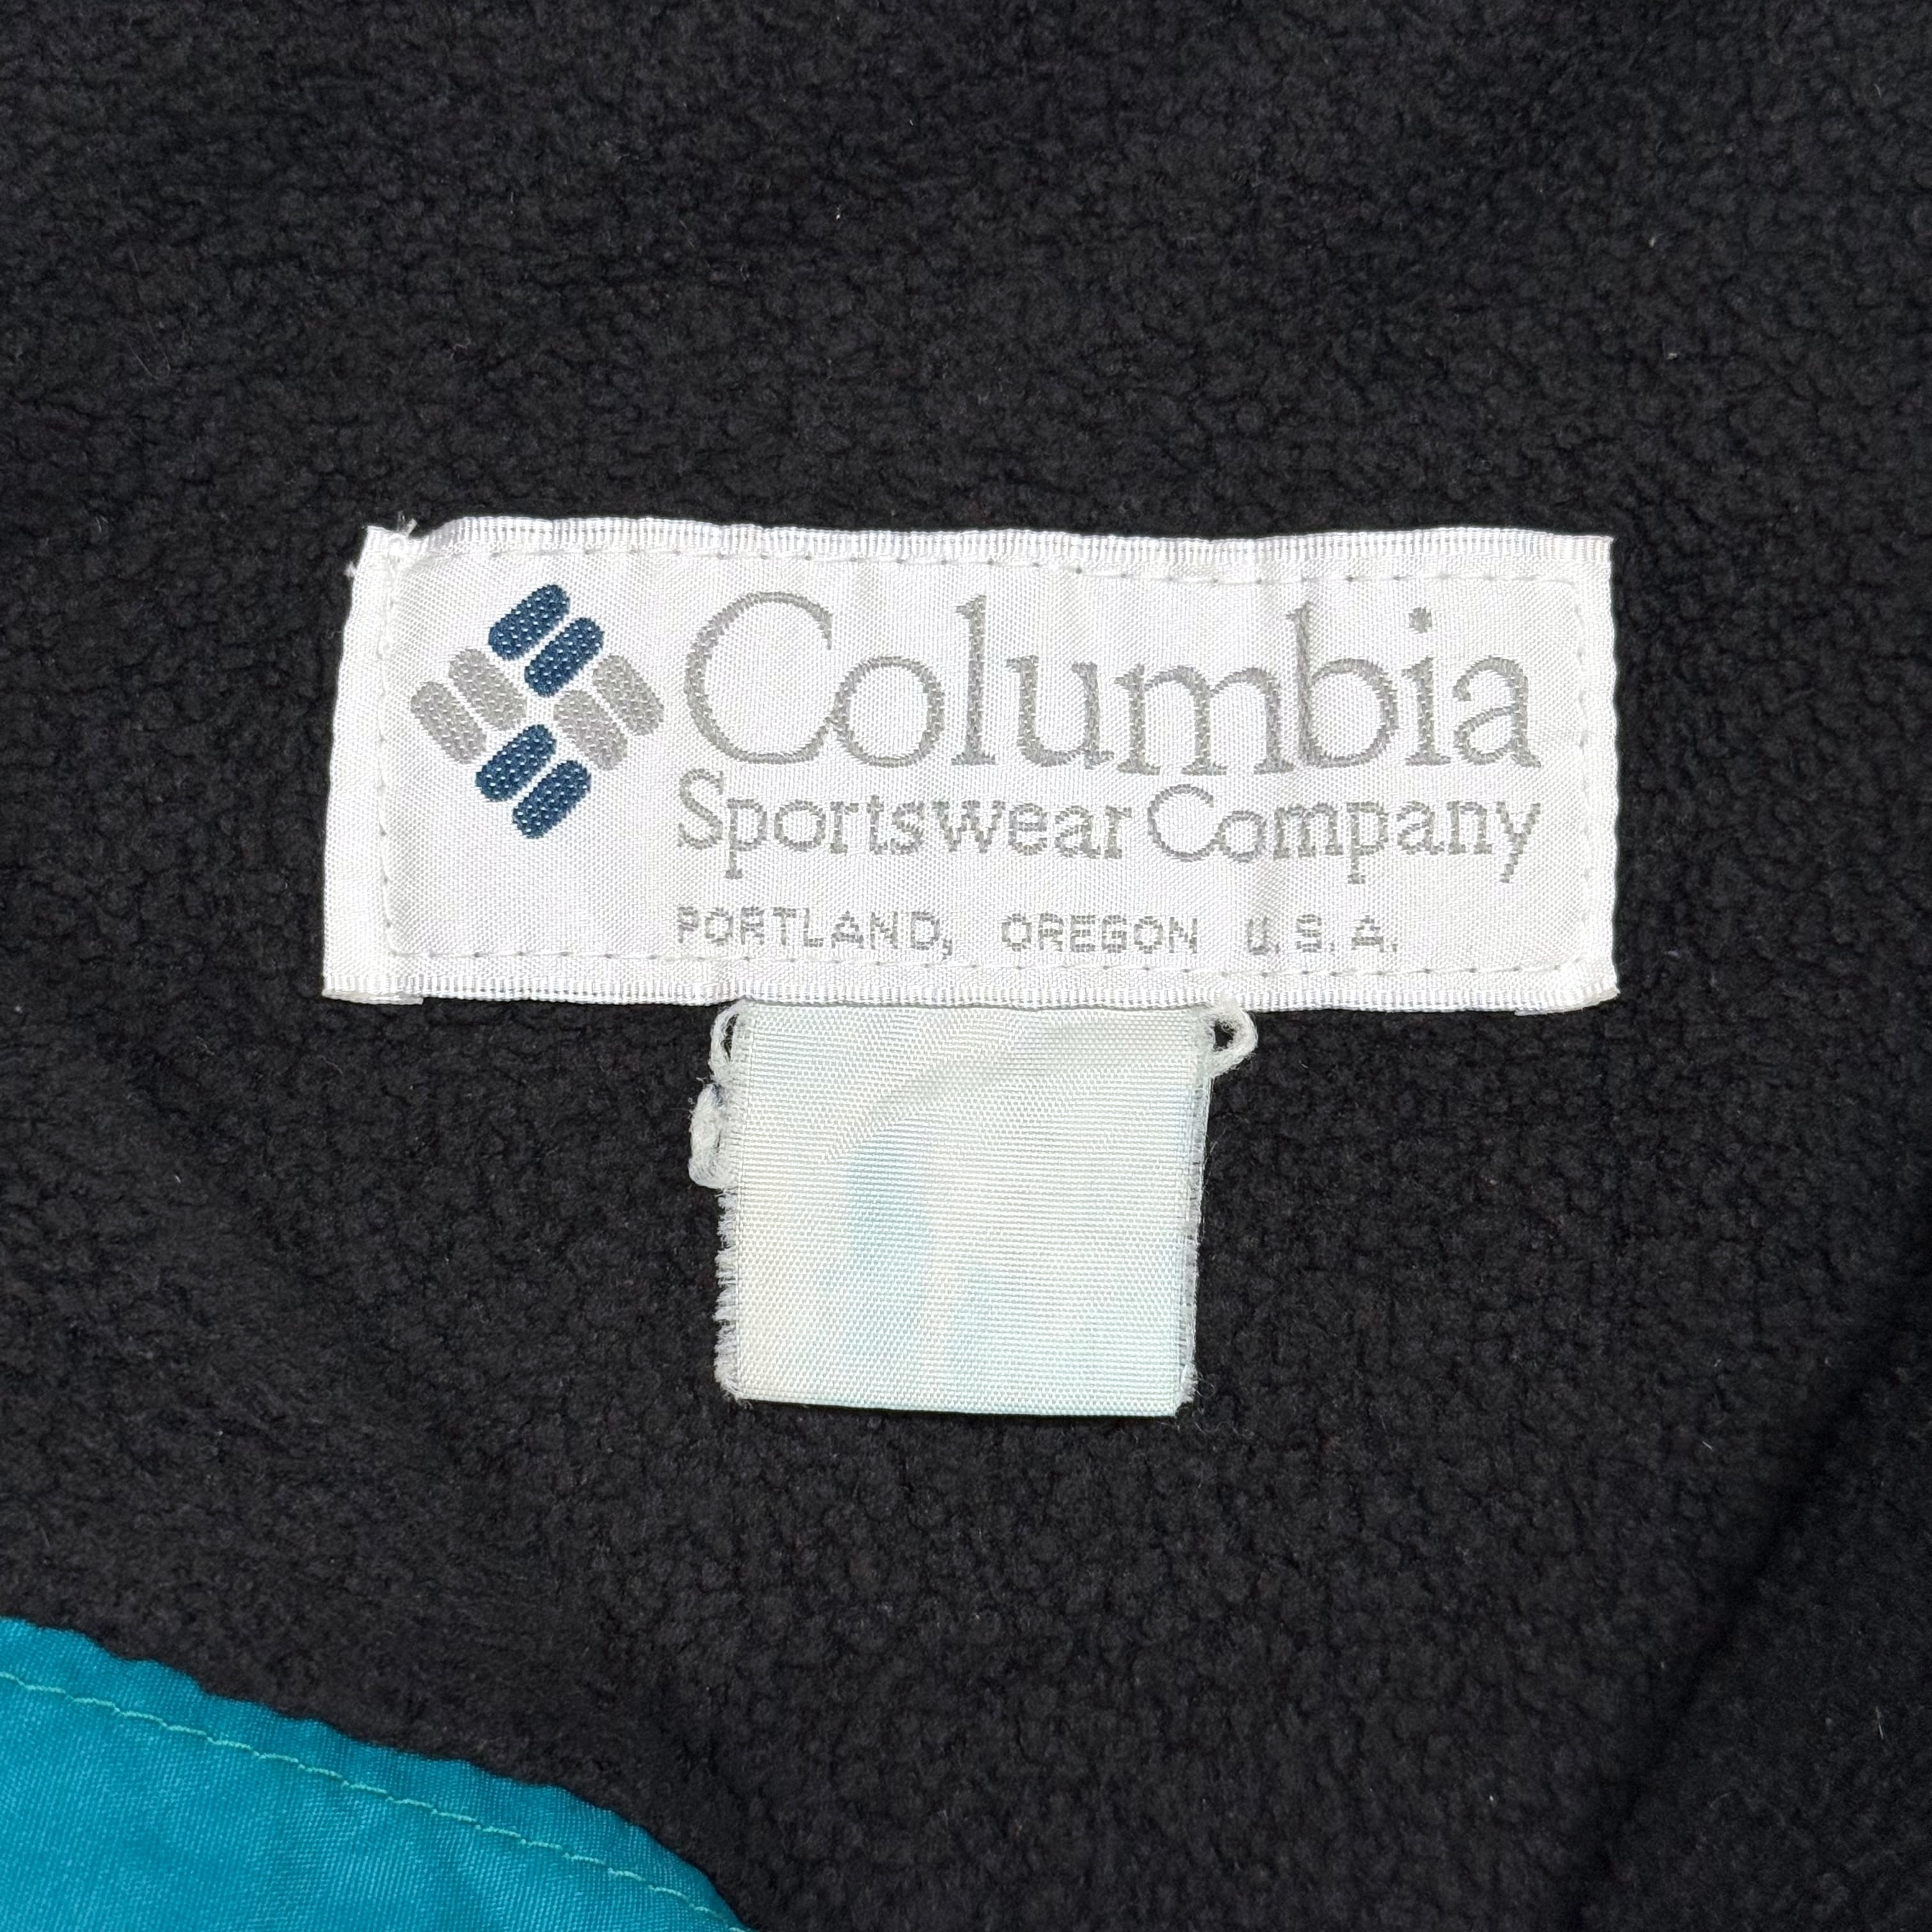 Columbia
Sportswear Company
PORTLAND, OREGON U.S.A.